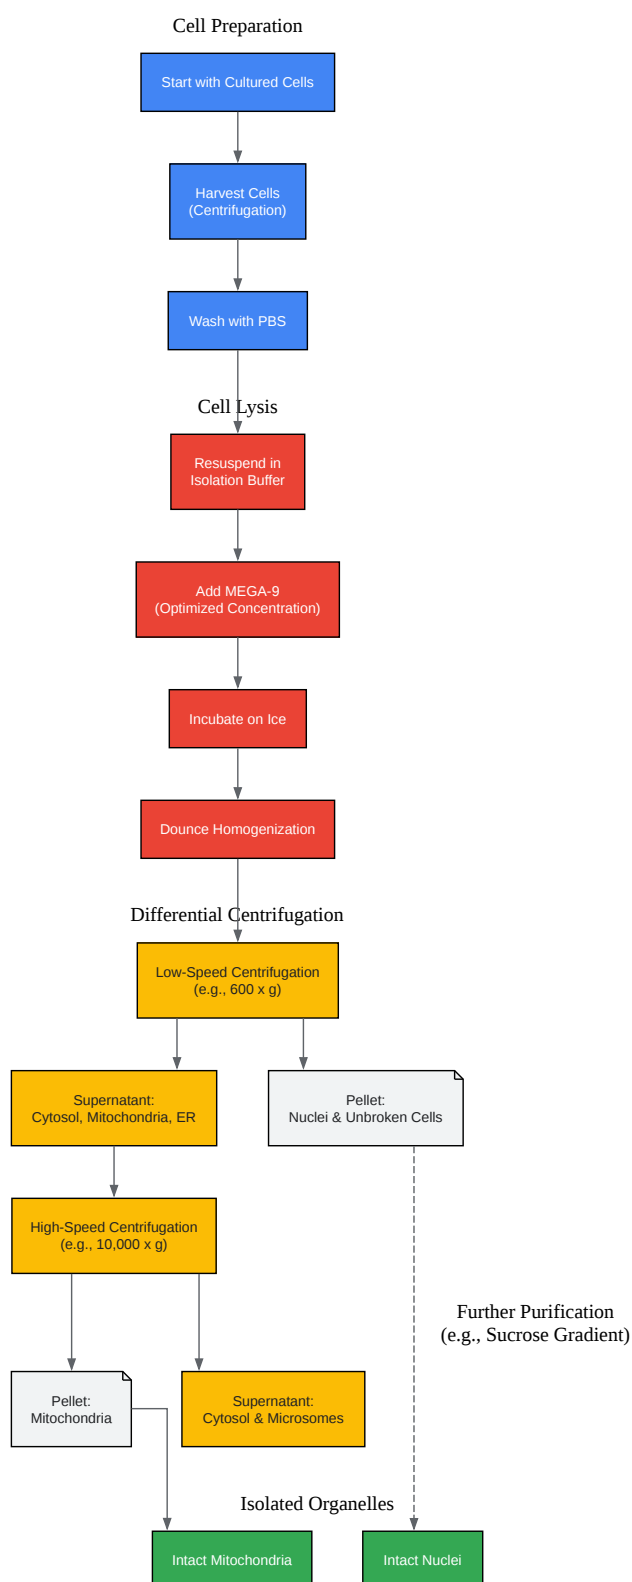 Cell Preparation
Start with Cultured Cells
Harvest Cells
(Centrifugation)
Wash with PBS
Cell Lysis
Resuspend in
Isolation Buffer
Add MEGA-9
(Optimized Concentration)
Incubate on Ice
Dounce Homogenization
Differential Centrifugation
Low-Speed Centrifugation
(e.g., 600 x g)
Supernatant:
Cytosol, Mitochondria, ER
Pellet:
Nuclei & Unbroken Cells
High-Speed Centrifugation
(e.g., 10,000 x g)
Further Purification
(e.g., Sucrose Gradient)
Pellet:
Mitochondria
Supernatant:
Cytosol & Microsomes
Isolated Organelles
Intact Mitochondria
Intact Nuclei